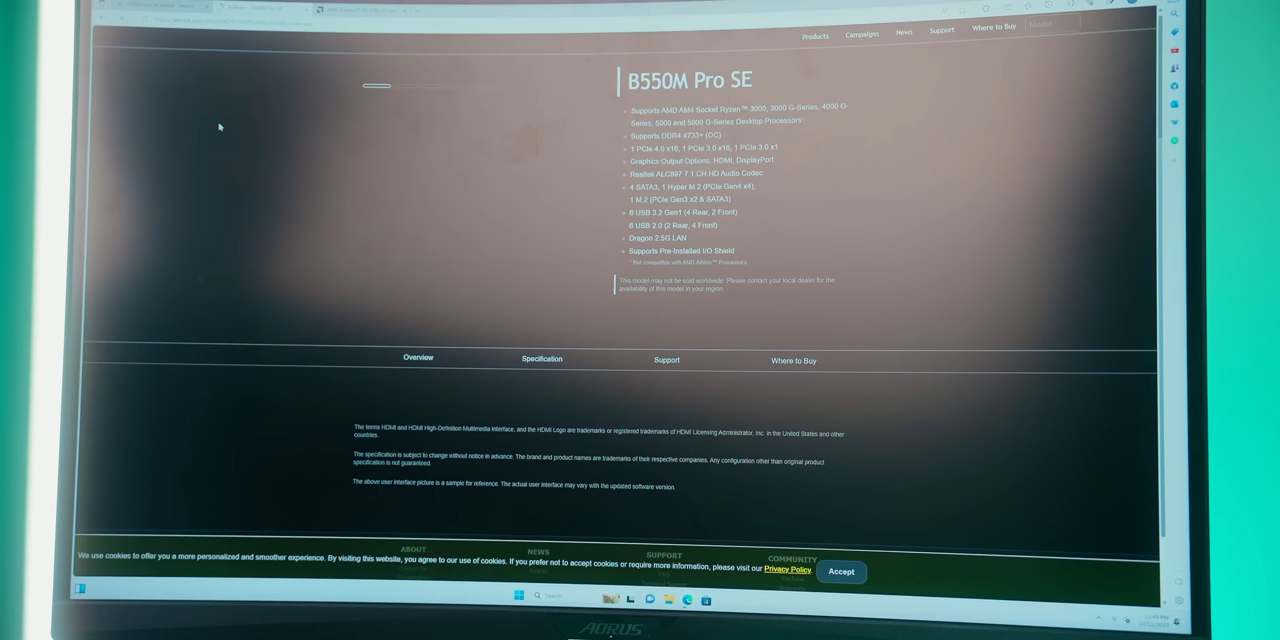 Products Campaigns News Support Where to Buy Model
B550M Pro SE
Supports AMD AM4 Socket Ryzen™ 3000, 3000 G-Series, 4000 G-
Series, 5000 and 5000 G-Series Desktop Processors*
Supports DDR4 4733+ (OC)
1 PCIe 4.0 x16, 1 PCIe 3.0 x16, 1 PCIe 3.0 x1
Graphics Output Options: HDMI, DisplayPort
Realtek ALC897 7.1 CH HD Audio Codec
4 SATA3, 1 Hyper M.2 (PCIe Gen4 x4),
1 M.2 (PCIe Gen3 x2 & SATA3)
6 USB 3.2 Gen1 (4 Rear, 2 Front)
6 USB 2.0 (2 Rear, 4 Front)
Dragon 2.5G LAN
Supports Pre-Installed I/O Shield
*Not compatible with AMD Athlon™ Processors.
This model may not be sold worldwide. Please contact your local dealer for the
availability of this model in your region.
Overview Specification Support Where to Buy
The terms HDMI and HDMI High-Definition Multimedia Interface, and the HDMI Logo are trademarks or registered trademarks of HDMI Licensing Administrator, Inc. in the United States and other
countries.
The specification is subject to change without notice in advance. The brand and product names are trademarks of their respective companies. Any configuration other than original product
specification is not guaranteed.
The above user interface picture is a sample for reference. The actual user interface may vary with the updated software version.
ABOUT NEWS SUPPORT COMMUNITY
We use cookies to offer you a more personalized and smoother experience. By visiting this website, you agree to our use of cookies. If you prefer not to accept cookies or require more information, please visit our Privacy Policy.
Accept
FAQ
YouTube
Search
AORUS